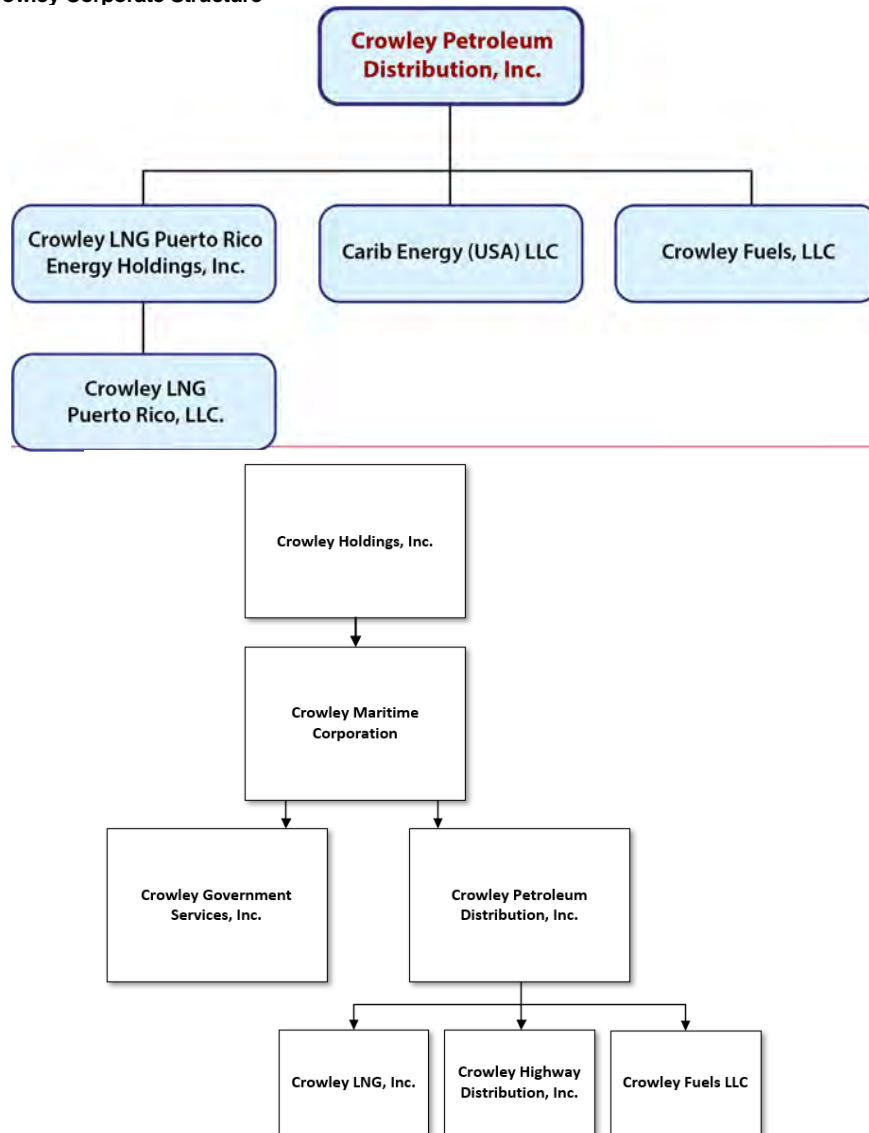 Crowley Corporate Structure
Crowley Petroleum
Distribution, Inc.
Crowley LNG Puerto Rico
Energy Holdings, Inc.
Carib Energy (USA) LLC
Crowley Fuels, LLC
Crowley LNG
Puerto Rico, LLC.
Crowley Holdings, Inc.
Crowley Maritime
Corporation
Crowley Government
Services, Inc.
Crowley Petroleum
Distribution, Inc.
Crowley LNG, Inc.
Crowley Highway
Distribution, Inc.
Crowley Fuels LLC